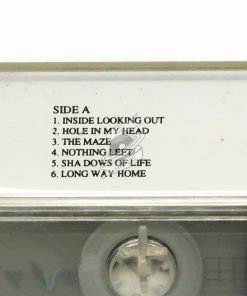 SIDE A
1. INSIDE LOOKING OUT
2. HOLE IN MY HEAD
3. THE MAZE
4. NOTHING LEFT
5. SHA DOWS OF LIFE
6. LONG WAY HOME